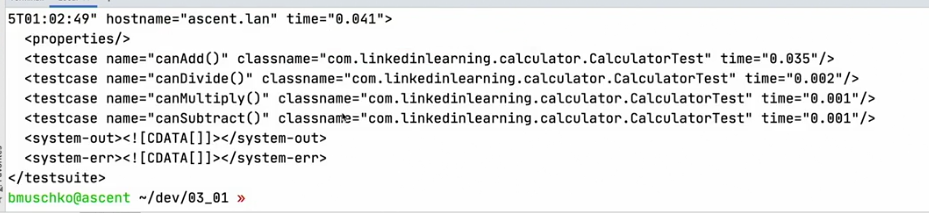 5T01:02:49" hostname="ascent.lan" time="0.041">
<properties/>
<testcase name="canAdd()" classname="com.linkedinlearning.calculator.CalculatorTest" time="0.035"/>
<testcase name="canDivide()" classname="com.linkedinlearning.calculator.CalculatorTest" time="0.002"/>
<testcase name="canMultiply()" classname="com.linkedinlearning.calculator.CalculatorTest" time="0.001"/>
<testcase name="canSubtract()" classname="com.linkedinlearning.calculator.CalculatorTest" time="0.001"/>
<system-out><![CDATA[]]></system-out>
<system-err><![CDATA[]]></system-err>
</testsuite>
bmuschko@ascent ~/dev/03_01 »